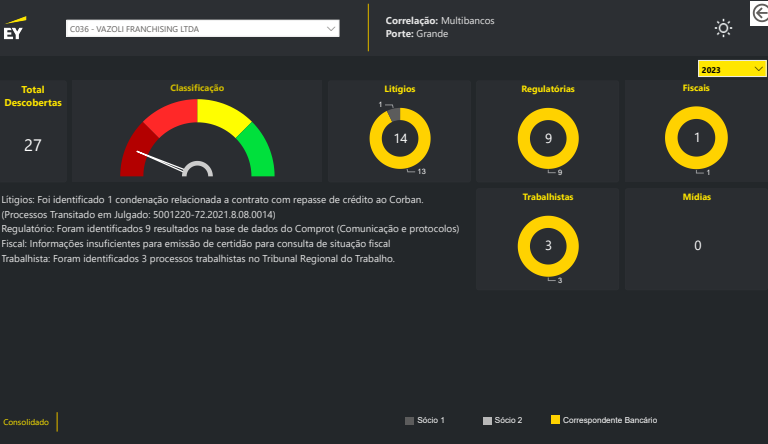 EY
C036 - VAZOLI FRANCHISING LTDA
Correlação: Multibancos
Porte: Grande
2023
Total
Descobertas
27
Classificação
Litígios
1
14
13
Regulatórias
9
9
Fiscais
1
1
Litigios: Foi identificado 1 condenação relacionada a contrato com repasse de crédito ao Corban.
(Processos Transitado em Julgado: 5001220-72.2021.8.08.0014)
Regulatório: Foram identificados 9 resultados na base de dados do Comprot (Comunicação e protocolos)
Fiscal: Informações insuficientes para emissão de certidão para consulta de situação fiscal
Trabalhista: Foram identificados 3 processos trabalhistas no Tribunal Regional do Trabalho.
Trabalhistas
3
3
Mídias
0
Consolidado
Sócio 1
Sócio 2
Correspondente Bancário